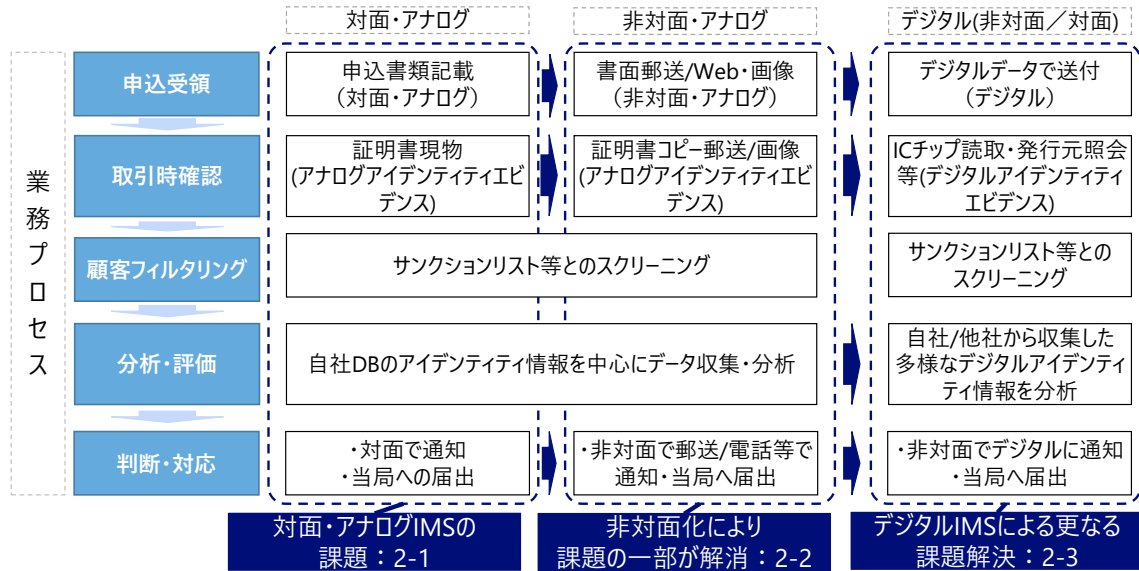 対面・アナログ
非対面・アナログ
デジタル(非対面／対面)
業務プロセス
申込受領
申込書類記載
（対面・アナログ）
書面郵送/Web・画像
（非対面・アナログ）
デジタルデータで送付
（デジタル）
取引時確認
証明書現物
(アナログアイデンティティエビ
デンス)
証明書コピー郵送/画像
(アナログアイデンティティエビ
デンス)
ICチップ読取・発行元照会
等(デジタルアイデンティティ
エビデンス)
顧客フィルタリング
サンクションリスト等とのスクリーニング
サンクションリスト等との
スクリーニング
分析・評価
自社DBのアイデンティティ情報を中心にデータ収集・分析
自社/他社から収集した
多様なデジタルアイデンティ
ティ情報を分析
判断・対応
・対面で通知
・当局への届出
・非対面で郵送/電話等で
通知・当局へ届出
・非対面でデジタルに通知
・当局へ届出
対面・アナログIMSの
課題：2-1
非対面化により
課題の一部が解消：2-2
デジタルIMSによる更なる
課題解決：2-3